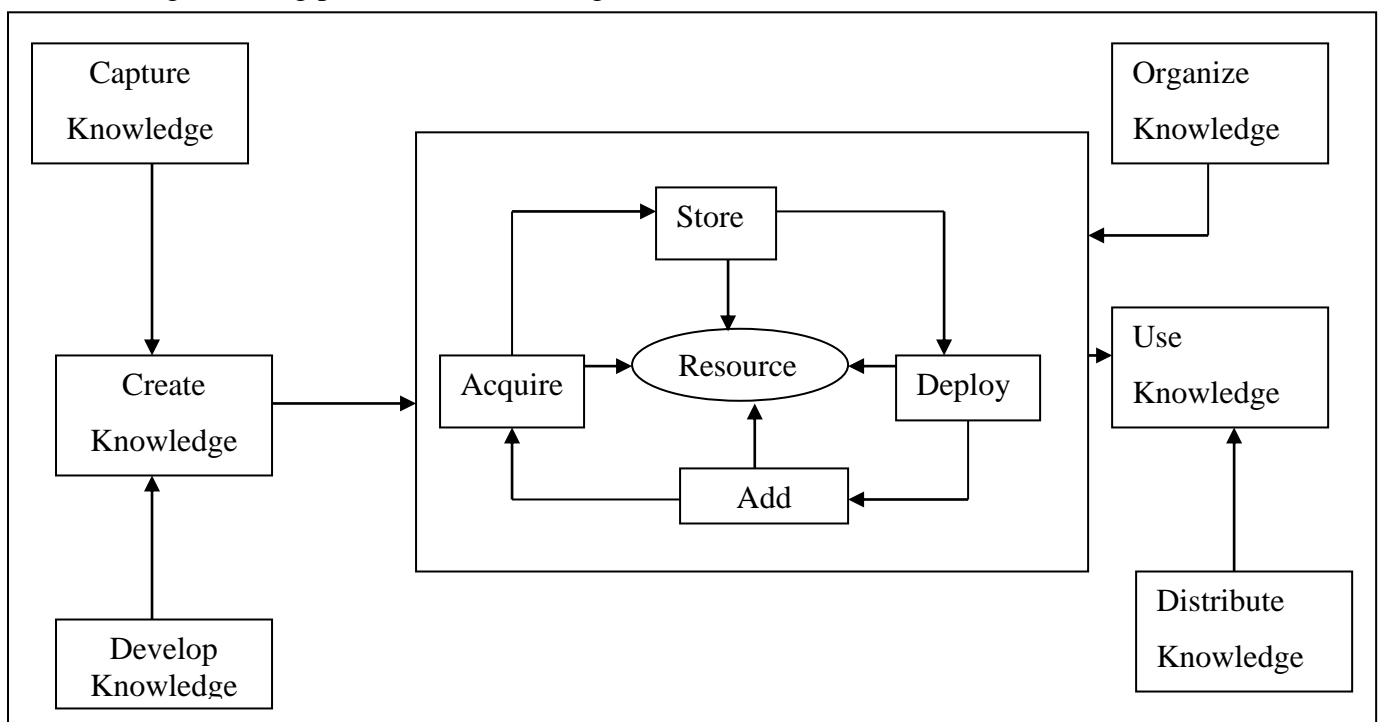 Capture
Knowledge
Organize
Knowledge
Store
Use
Knowledge
Create
Knowledge
Acquire
Resource
Deploy
Add
Develop
Knowledge
Distribute
Knowledge